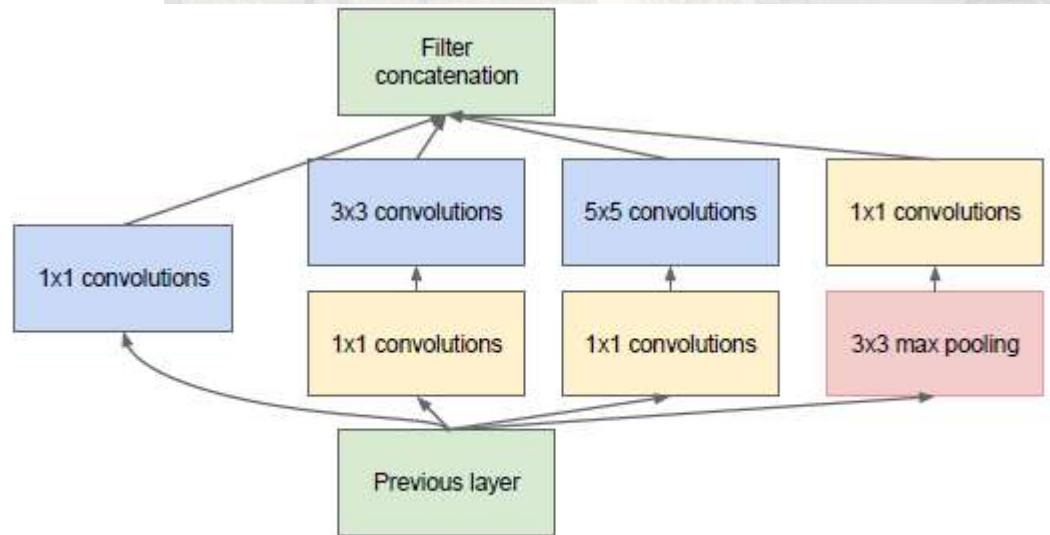 Filter
concatenation
3x3 convolutions
5x5 convolutions
1x1 convolutions
1x1 convolutions
1x1 convolutions
1x1 convolutions
3x3 max pooling
Previous layer